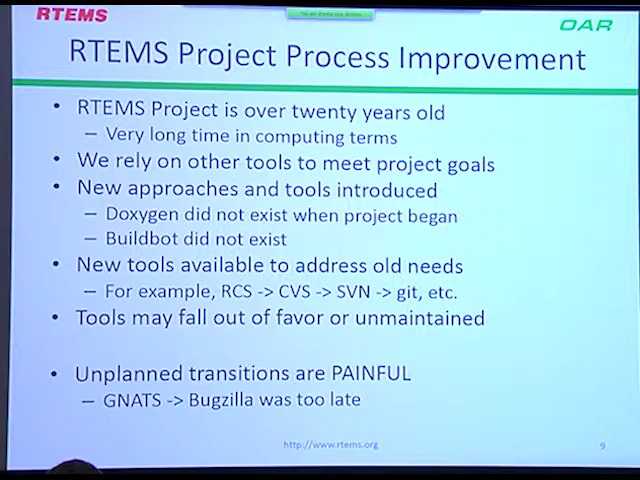 RTEMS
OAR
RTEMS Project Process Improvement
• RTEMS Project is over twenty years old
– Very long time in computing terms
• We rely on other tools to meet project goals
• New approaches and tools introduced
– Doxygen did not exist when project began
– Buildbot did not exist
• New tools available to address old needs
– For example, RCS -> CVS -> SVN -> git, etc.
• Tools may fall out of favor or unmaintained
• Unplanned transitions are PAINFUL
– GNATS -> Bugzilla was too late
http://www.rtems.org
9